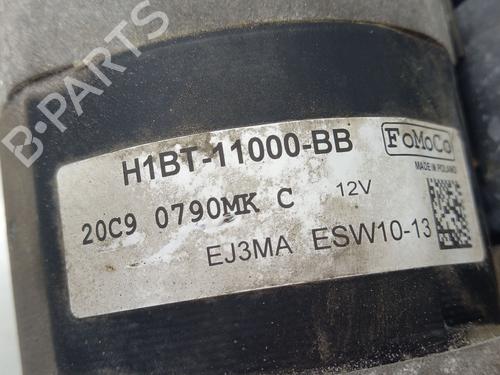 B-PARTS
H1BT-11000-BB
FoMoCo
MADE IN POLAND
20C9 0790MK C 12V
EJ3MA ESW10-13